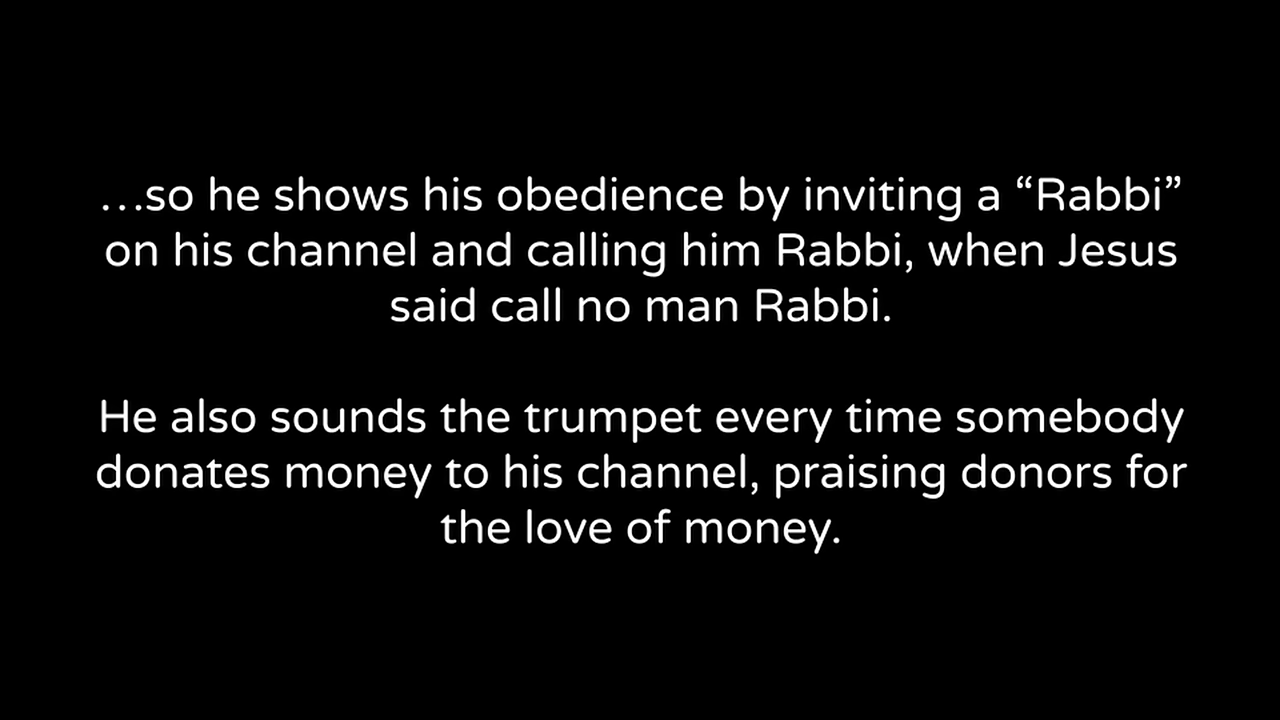 …so he shows his obedience by inviting a “Rabbi”
on his channel and calling him Rabbi, when Jesus
said call no man Rabbi.
He also sounds the trumpet every time somebody
donates money to his channel, praising donors for
the love of money.